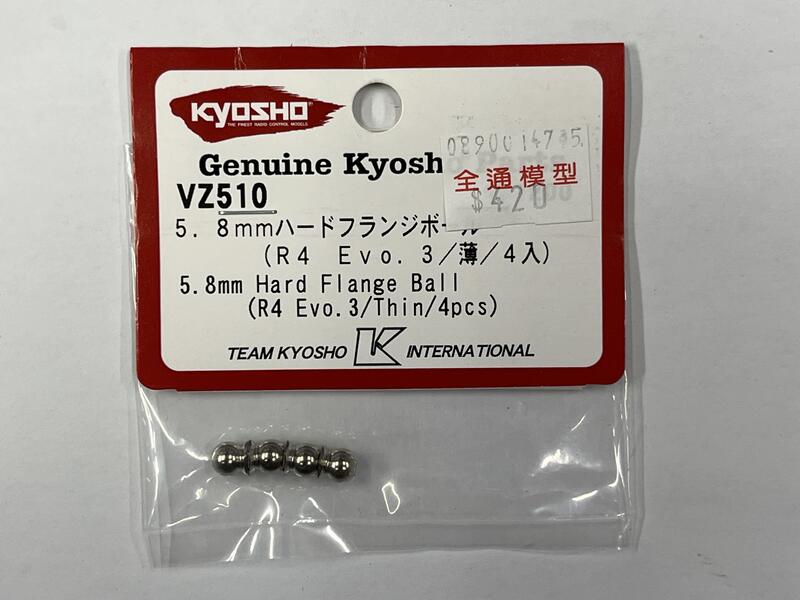 KYOSHO
THE FINEST RADIO CONTROL MODELS
Genuine Kyosh
VZ510
0890014735
全通模型
$420
5.8mmハードフランジボール
(R4 Evo.3/薄/4入)
5.8mm Hard Flange Ball
(R4 Evo.3/Thin/4pcs)
TEAM KYOSHO K INTERNATIONAL